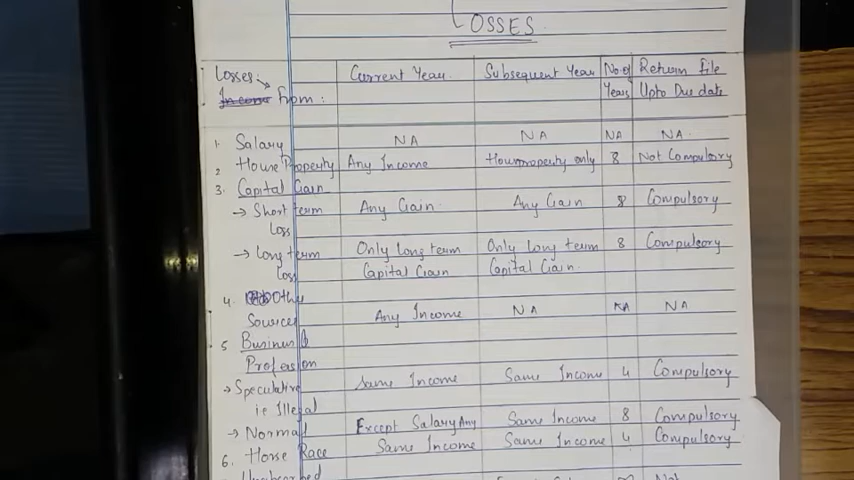 LOSSES
Losses Current Year. Subsequent Year No of Return file
from: Years Upto Due date
1. Salary NA NA NA NA
2 House Property Any Income House property only 8 Not Compulsory
3. Capital Gain
→ Short term Any Gain. Any Gain 8 Compulsory
Loss
→ Long term Only long term Only long term 8 Compulsory
loss Capital Gain Capital Gain.
4. Other
Sources Any Income NA NA NA
5 Business &
Profession
→ Speculative Same Income Same Income 4 Compulsory
ie Illegal
→ Normal Except Salary Any Same Income 8 Compulsory
6. Horse Race Same Income Same Income 4 Compulsory
Not